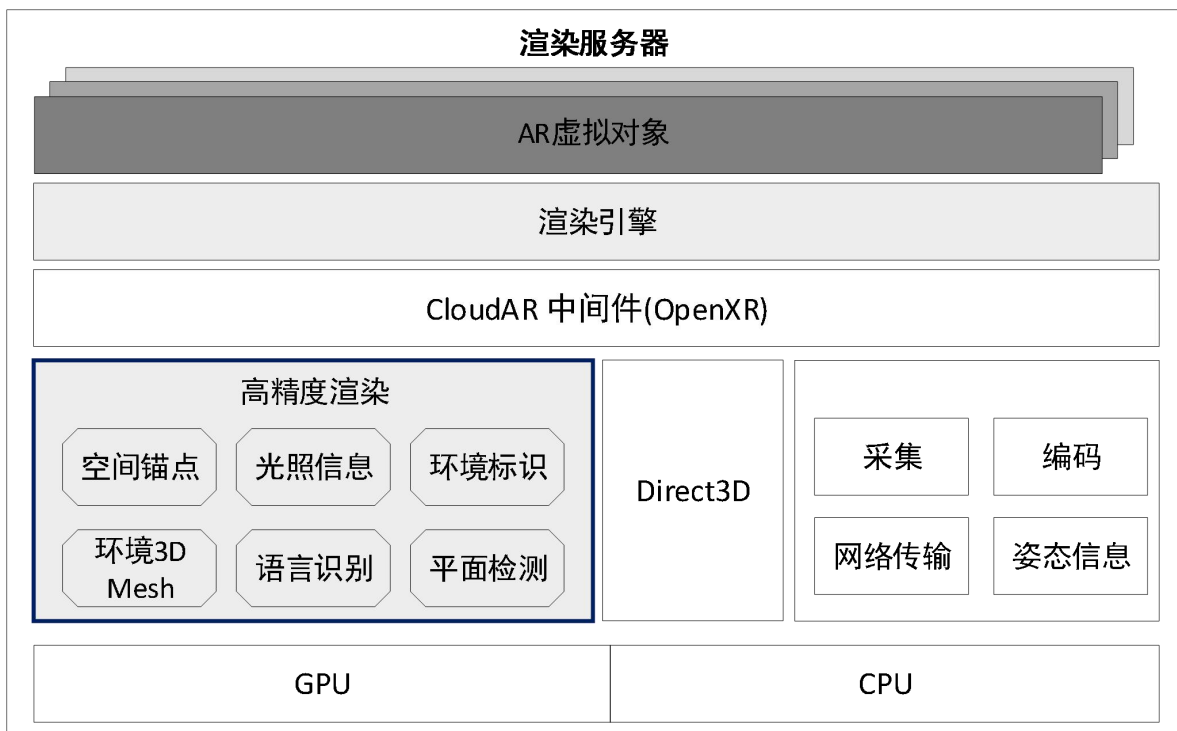 渲染服务器
AR虚拟对象
渲染引擎
CloudAR 中间件(OpenXR)
高精度渲染
空间锚点
光照信息
环境标识
环境3D
Mesh
语言识别
平面检测
Direct3D
采集
编码
网络传输
姿态信息
GPU
CPU